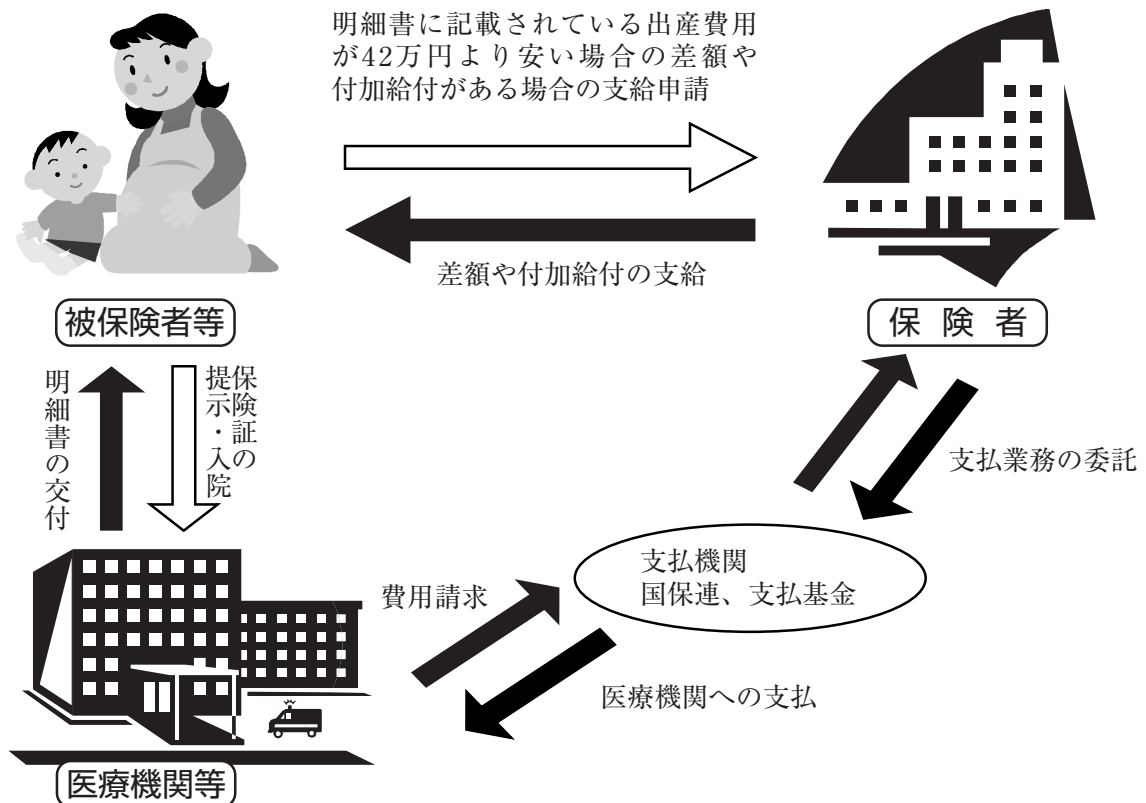 明細書に記載されている出産費用
が42万円より安い場合の差額や
付加給付がある場合の支給申請
差額や付加給付の支給
被保険者等
保険者
明細書の交付
保険証の
提示・入院
支払業務の委託
支払機関
国保連、支払基金
費用請求
医療機関への支払
医療機関等